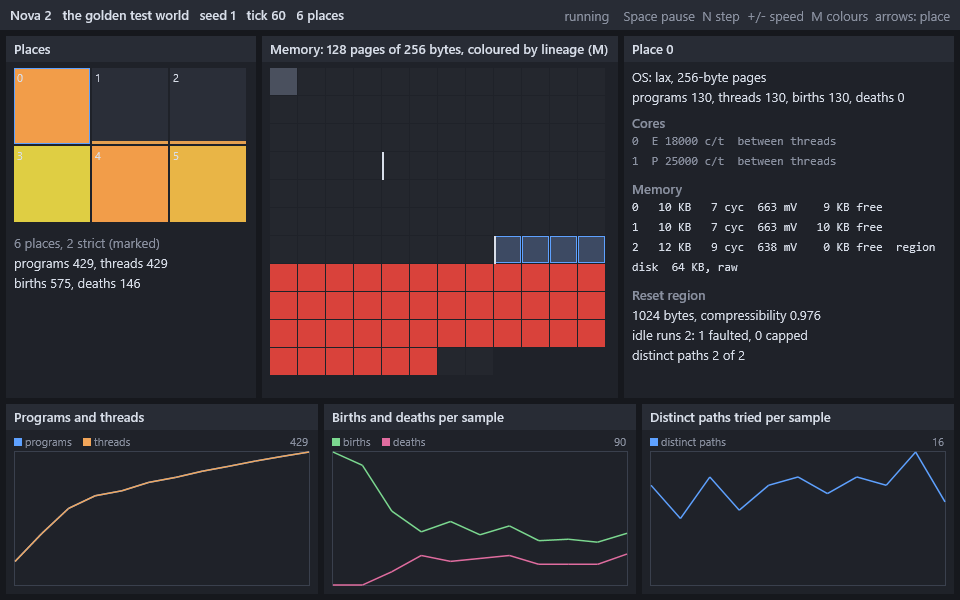 Nova 2 the golden test world seed 1 tick 60 6 places
running Space pause N step +/- speed M colours arrows: place
Places
0
1
2
3
4
5
6 places, 2 strict (marked)
programs 429, threads 429
births 575, deaths 146
Memory: 128 pages of 256 bytes, coloured by lineage (M)
Place 0
OS: lax, 256-byte pages
programs 130, threads 130, births 130, deaths 0
Cores
0 E 18000 c/t between threads
1 P 25000 c/t between threads
Memory
0 10 KB 7 cyc 663 mV 9 KB free
1 10 KB 7 cyc 663 mV 10 KB free
2 12 KB 9 cyc 638 mV 0 KB free region
disk 64 KB, raw
Reset region
1024 bytes, compressibility 0.976
idle runs 2: 1 faulted, 0 capped
distinct paths 2 of 2
Programs and threads
programs threads 429
Births and deaths per sample
births deaths 90
Distinct paths tried per sample
distinct paths 16